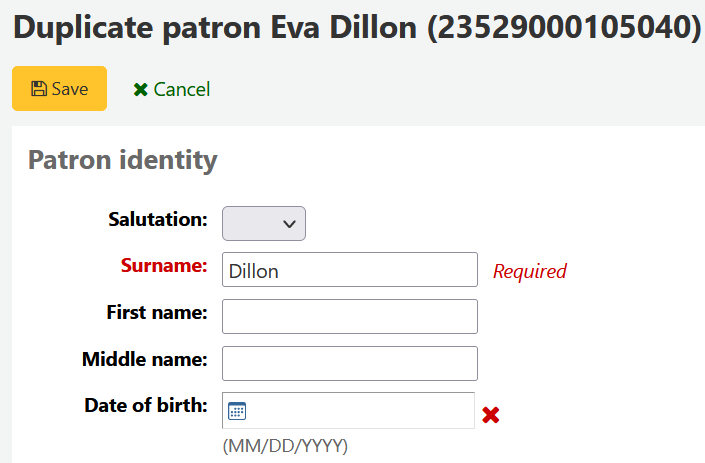 Duplicate patron Eva Dillon (23529000105040)
Save Cancel
Patron identity
Salutation:
Surname: Dillon Required
First name:
Middle name:
Date of birth:
(MM/DD/YYYY)